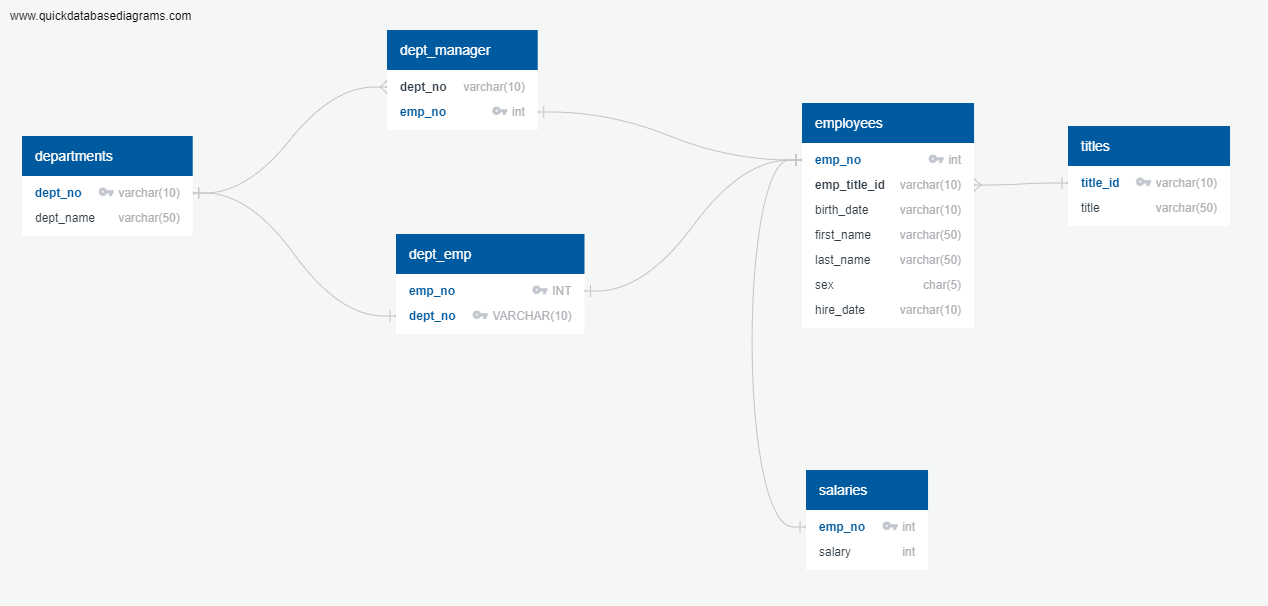 www.quickdatabasediagrams.com
dept_manager
dept_no varchar(10)
emp_no int
departments
dept_no varchar(10)
dept_name varchar(50)
dept_emp
emp_no INT
dept_no VARCHAR(10)
employees
emp_no int
emp_title_id varchar(10)
birth_date varchar(10)
first_name varchar(50)
last_name varchar(50)
sex char(5)
hire_date varchar(10)
titles
title_id varchar(10)
title varchar(50)
salaries
emp_no int
salary int